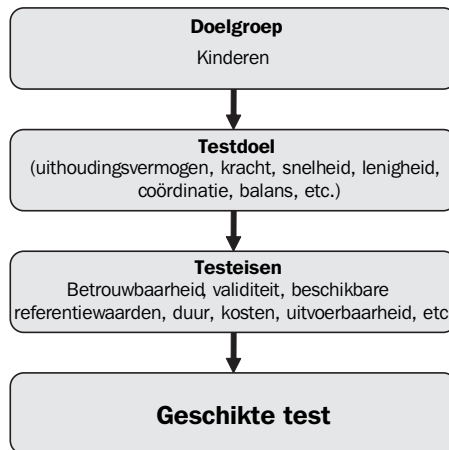 Doelgroep
Kinderen
Testdoel
(uithoudingsvermogen, kracht, snelheid, lenigheid,
coördinatie, balans, etc.)
Testeisen
Betrouwbaarheid, validiteit, beschikbare
referentiewaarden, duur, kosten, uitvoerbaarheid, etc
Geschikte test